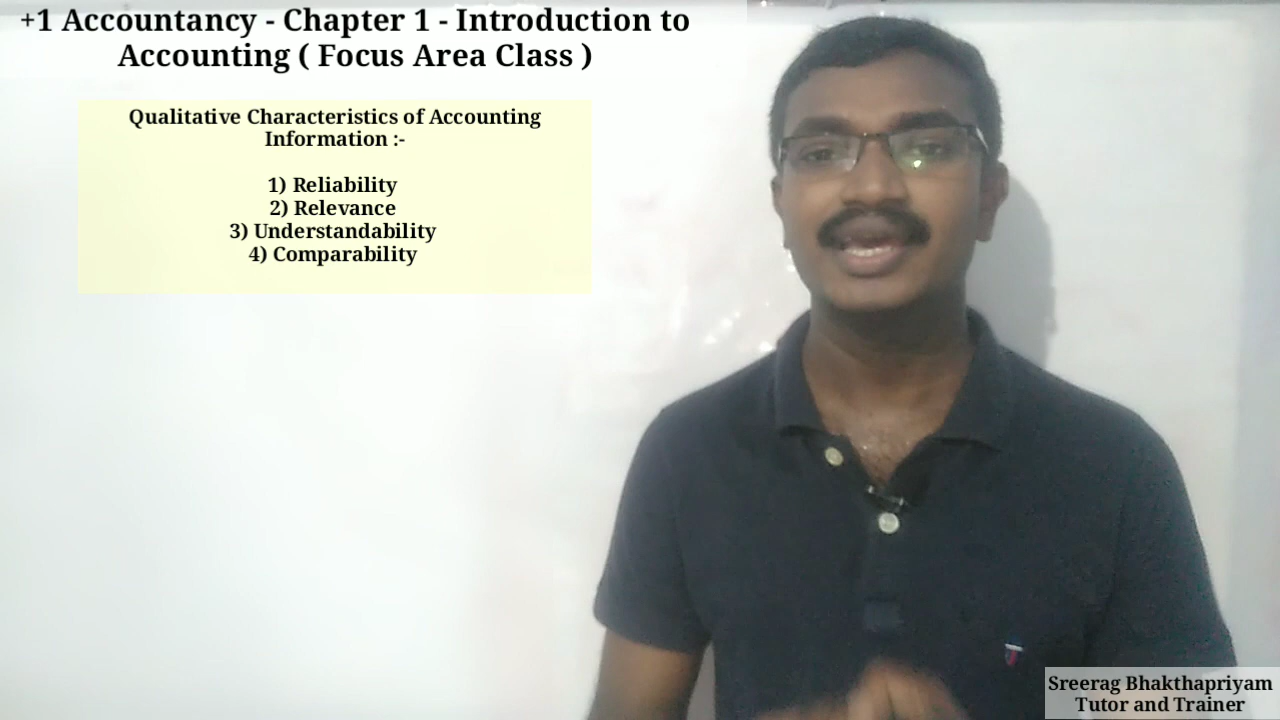 +1 Accountancy - Chapter 1 - Introduction to
Accounting ( Focus Area Class )
Qualitative Characteristics of Accounting
Information :-
1) Reliability
2) Relevance
3) Understandability
4) Comparability
Sreerag Bhakthapriyam
Tutor and Trainer